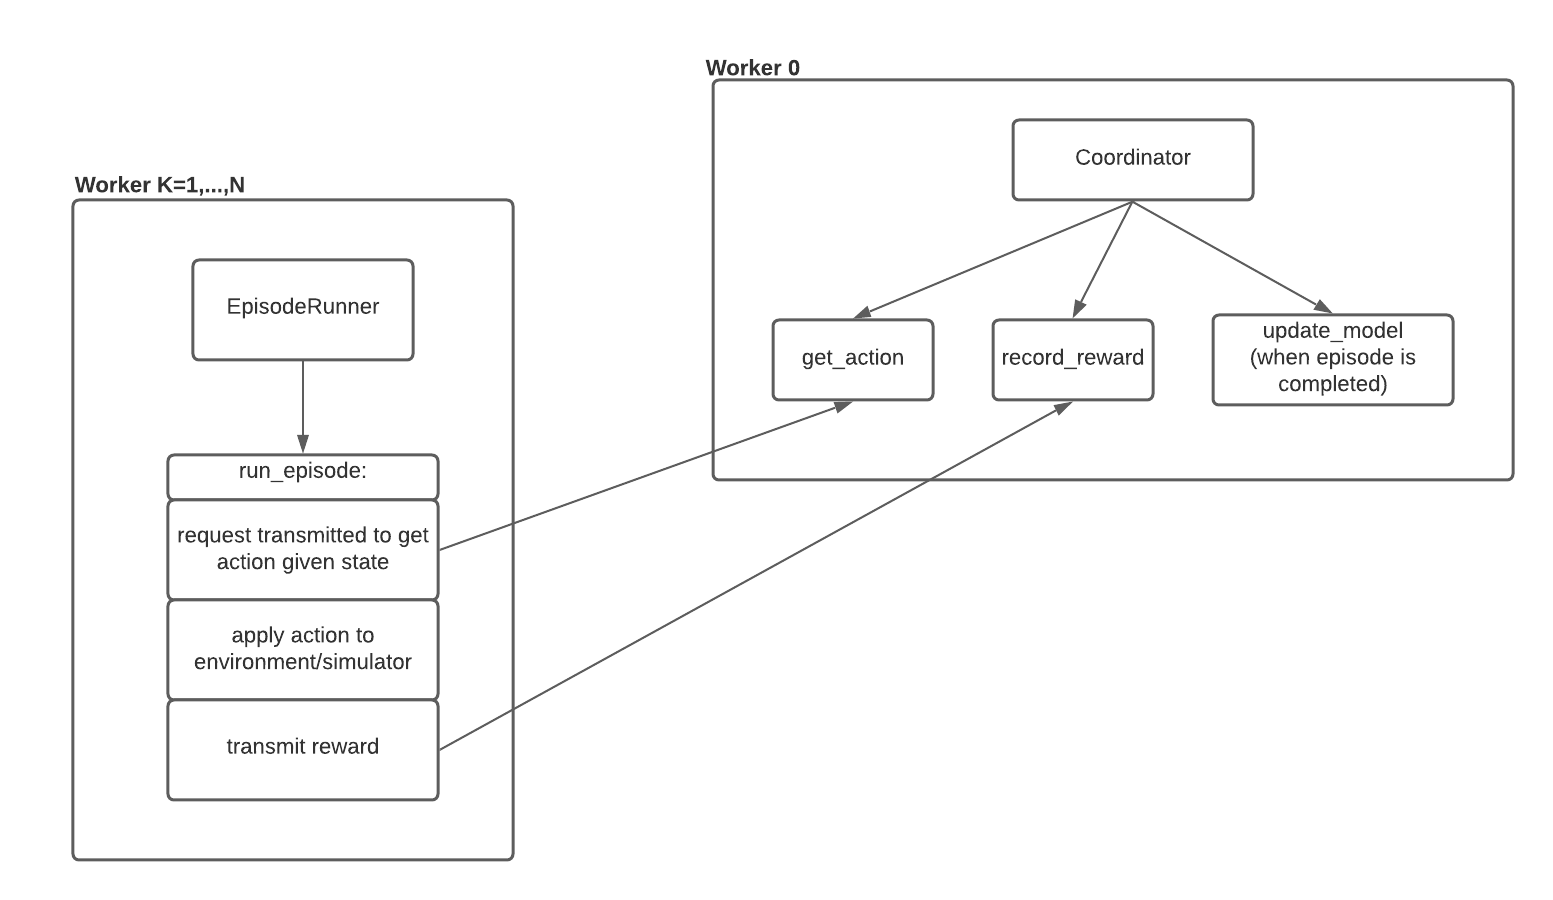 Worker 0
Coordinator
get_action
record_reward
update_model
(when episode is
completed)
Worker K=1,...,N
EpisodeRunner
run_episode:
request transmitted to get
action given state
apply action to
environment/simulator
transmit reward